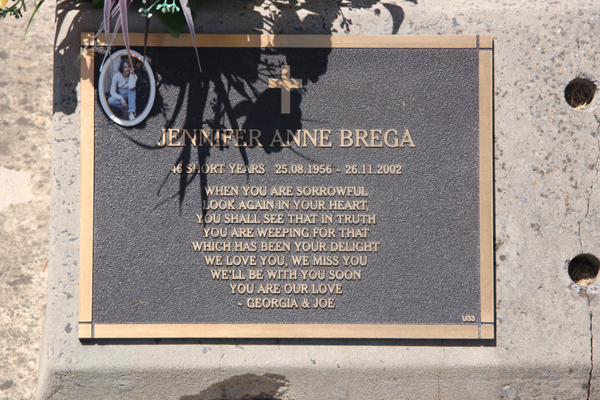 JENNIFER ANNE BREGA
46 SHORT YEARS 25.08.1956 - 26.11.2002
WHEN YOU ARE SORROWFUL
LOOK AGAIN IN YOUR HEART,
YOU SHALL SEE THAT IN TRUTH
YOU ARE WEEPING FOR THAT
WHICH HAS BEEN YOUR DELIGHT
WE LOVE YOU, WE MISS YOU
WE'LL BE WITH YOU SOON
YOU ARE OUR LOVE
~ GEORGIA & JOE